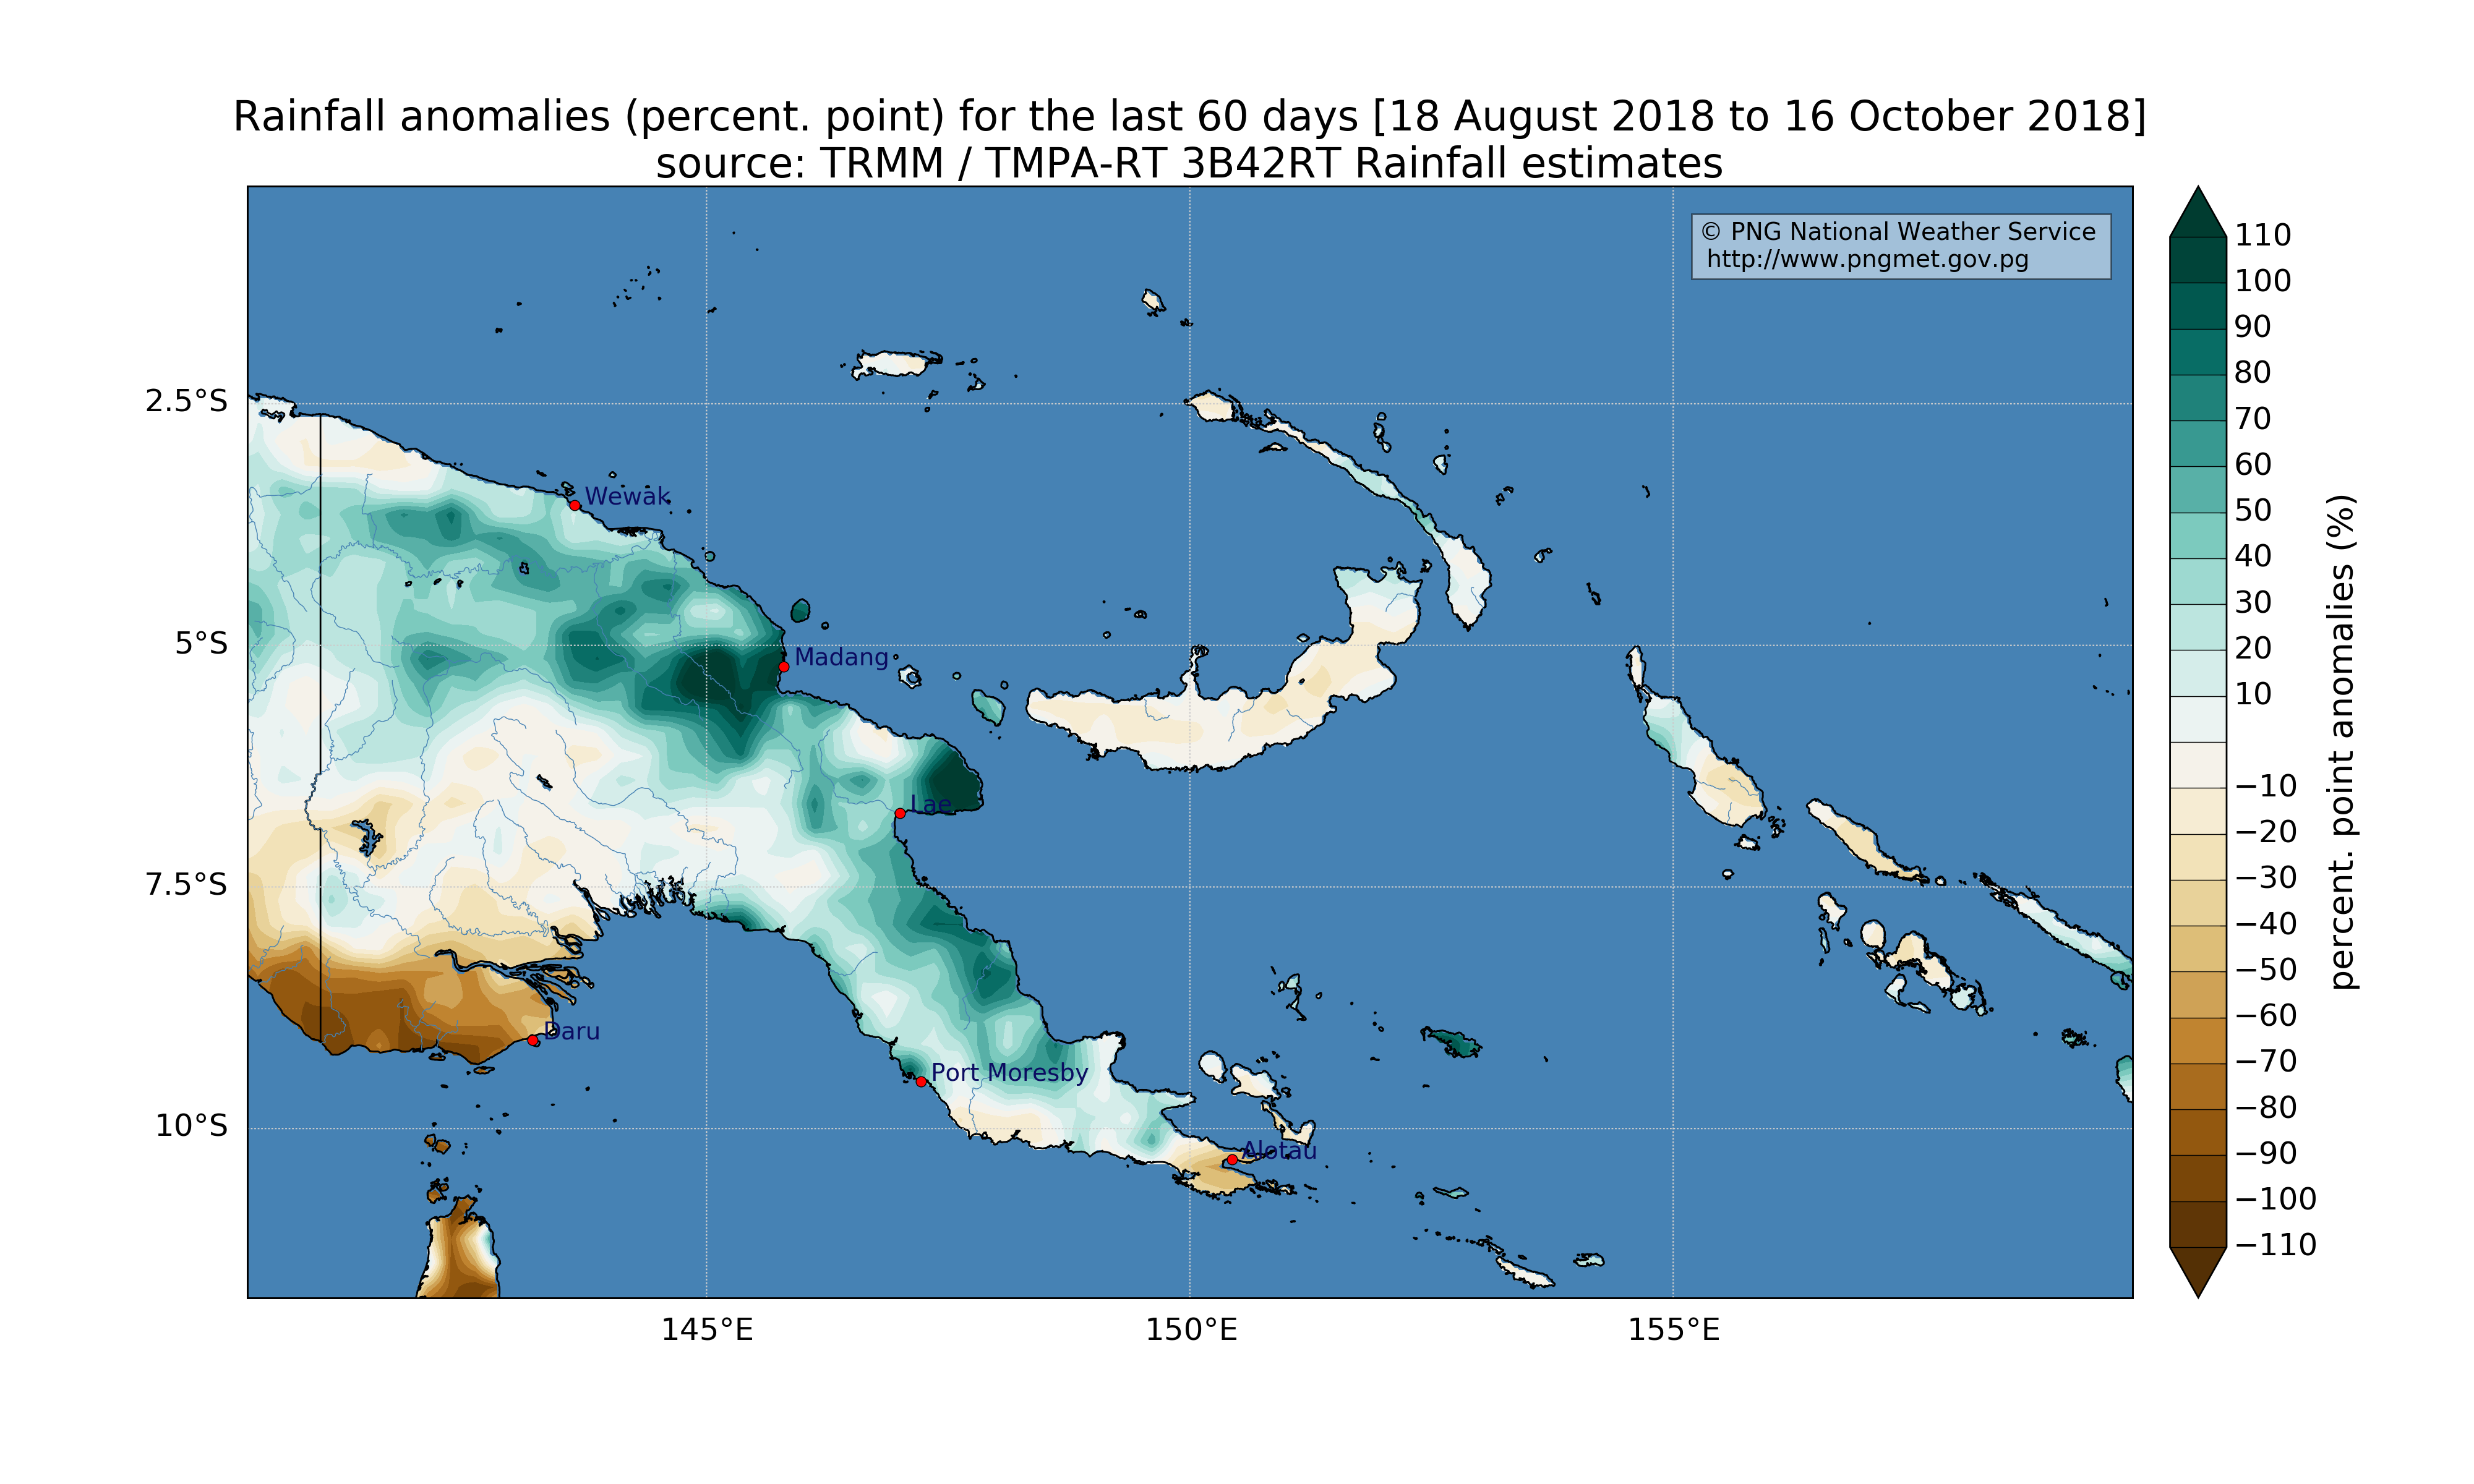 Rainfall anomalies (percent. point) for the last 60 days [18 August 2018 to 16 October 2018]
source: TRMM / TMPA-RT 3B42RT Rainfall estimates
© PNG National Weather Service
http://www.pngmet.gov.pg
2.5°S
5°S
7.5°S
10°S
145°E
150°E
155°E
Wewak
Madang
Lae
Daru
Port Moresby
Alotau
110
100
90
80
70
60
50
40
30
20
10
−10
−20
−30
−40
−50
−60
−70
−80
−90
−100
−110
percent. point anomalies (%)